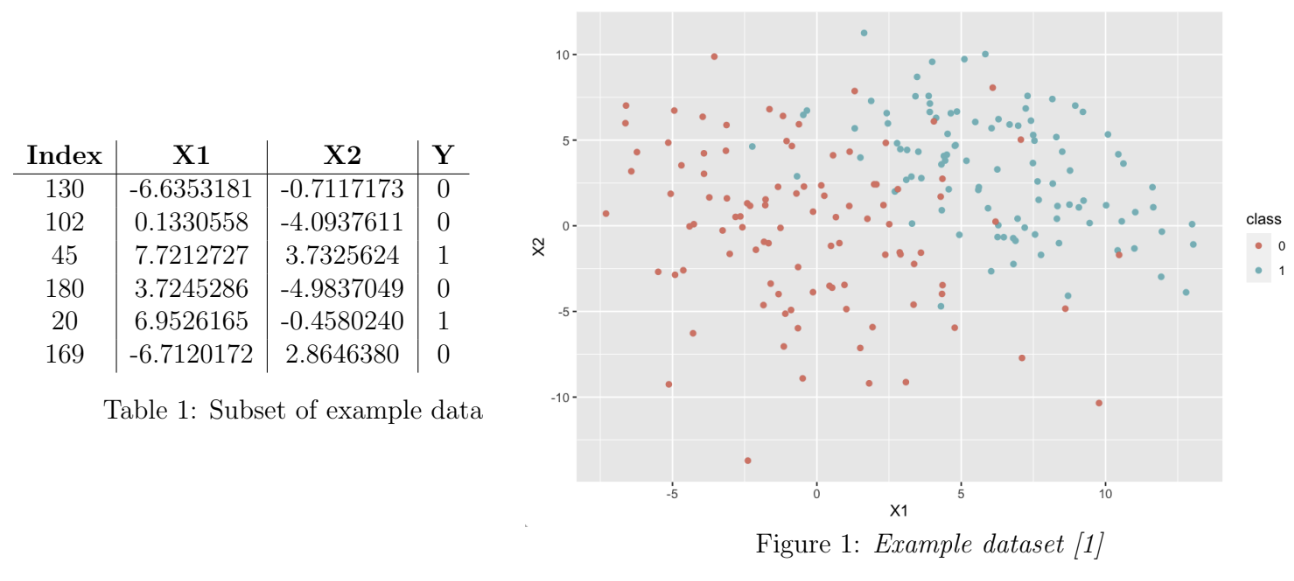 Index X1 X2 Y
130 -6.6353181 -0.7117173 0
102 0.1330558 -4.0937611 0
45 7.7212727 3.7325624 1
180 3.7245286 -4.9837049 0
20 6.9526165 -0.4580240 1
169 -6.7120172 2.8646380 0
Table 1: Subset of example data
10
5
0
-5
-10
X2
-5 0 5 10
X1
class
0
1
Figure 1: Example dataset [1]